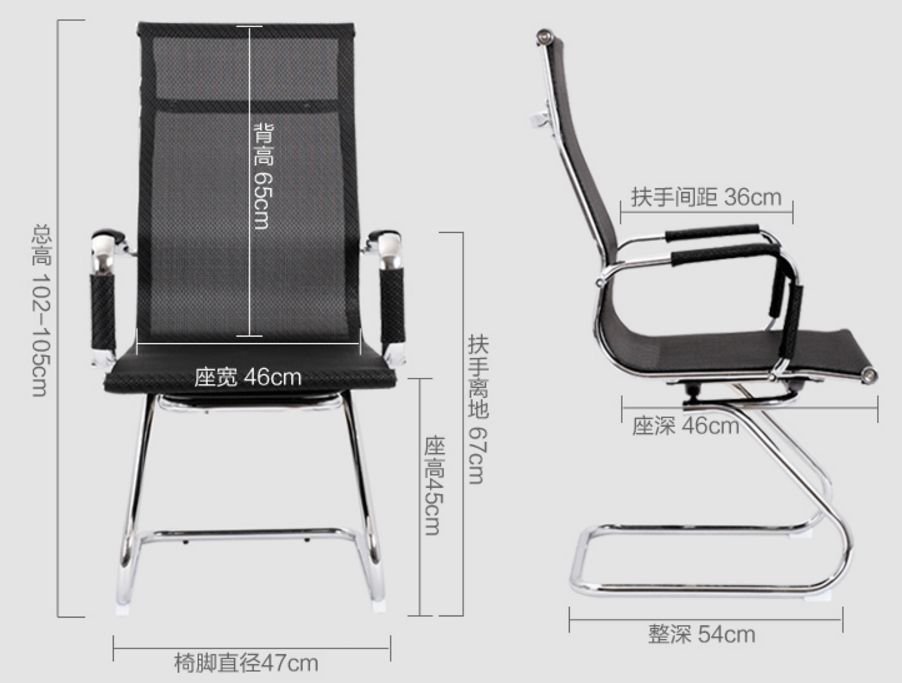 背高 65cm
扶手间距 36cm
102-105cm
座宽 46cm
扶手离地 67cm
座深 46cm
座高45cm
整深 54cm
椅脚直径47cm